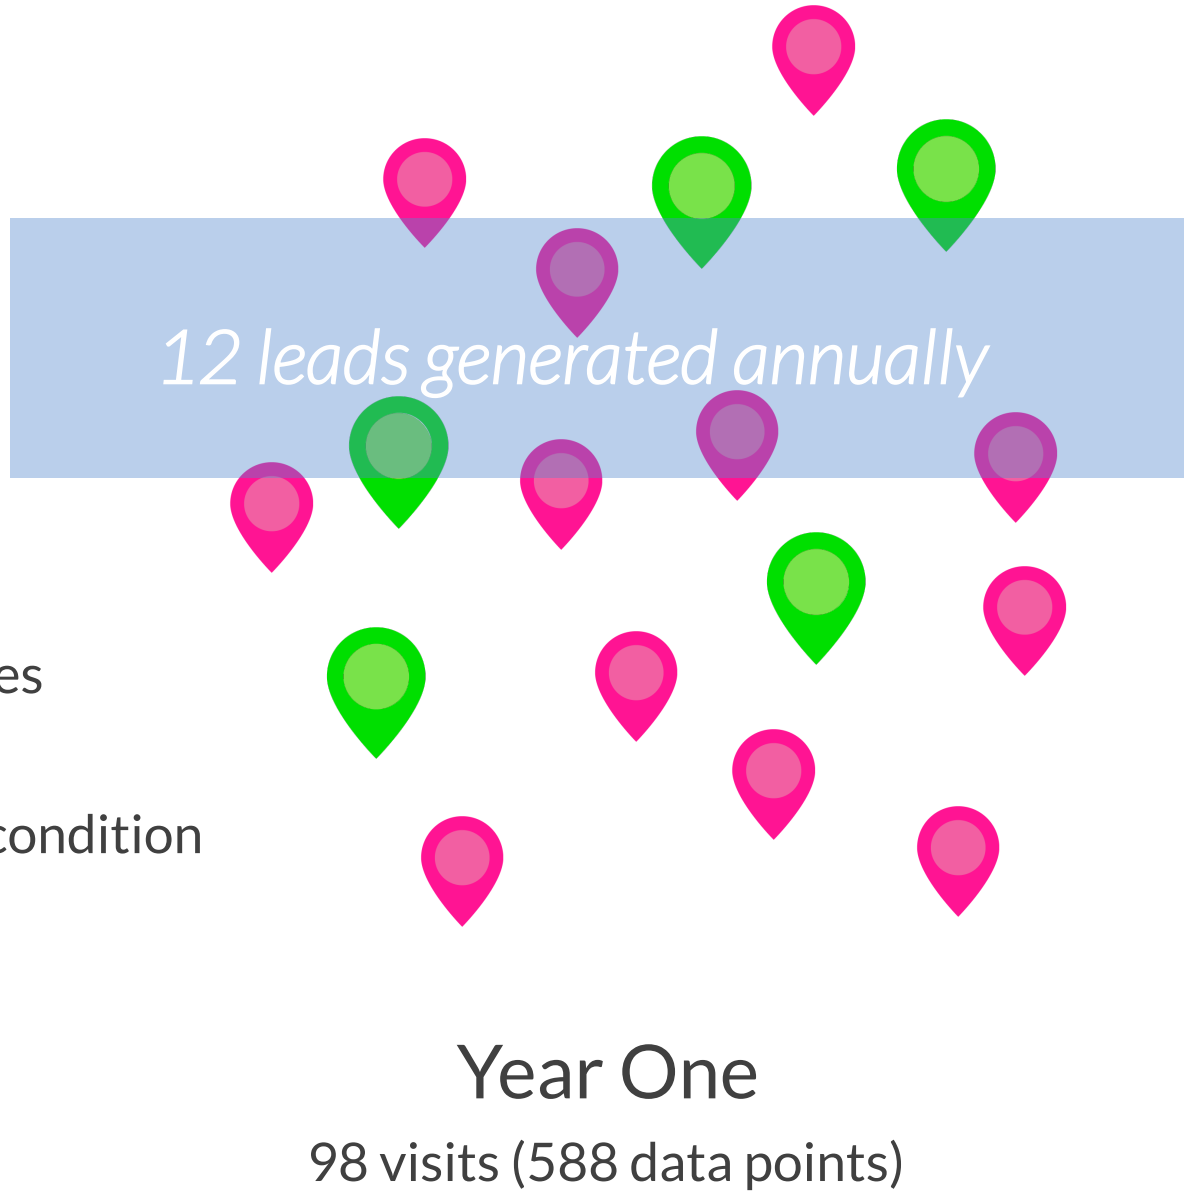 12 leads generated annually
es
condition
Year One
98 visits (588 data points)